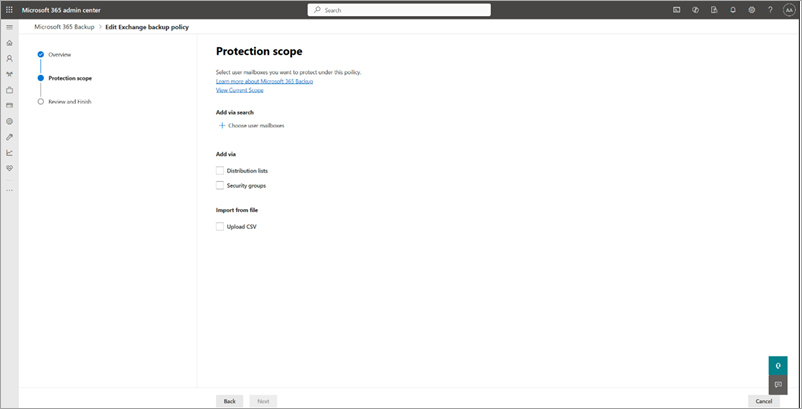 Microsoft 365 admin center
Search
AA
Microsoft 365 Backup > Edit Exchange backup policy
Overview
Protection scope
Review and Finish
Protection scope
Select user mailboxes you want to protect under this policy.
Learn more about Microsoft 365 Backup
View Current Scope
Add via search
+ Choose user mailboxes
Add via
Distribution lists
Security groups
Import from file
Upload CSV
Back
Next
Cancel